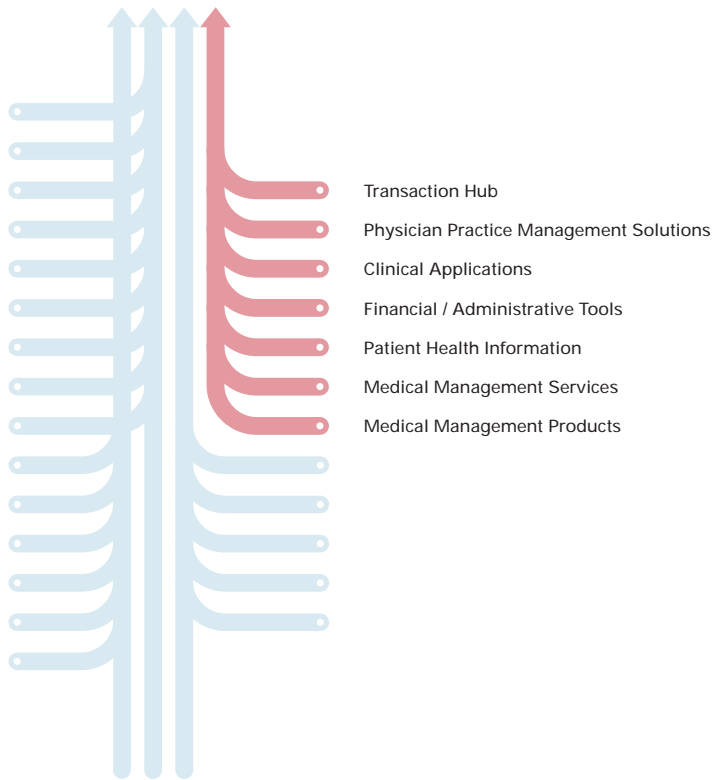 Transaction Hub
Physician Practice Management Solutions
Clinical Applications
Financial / Administrative Tools
Patient Health Information
Medical Management Services
Medical Management Products